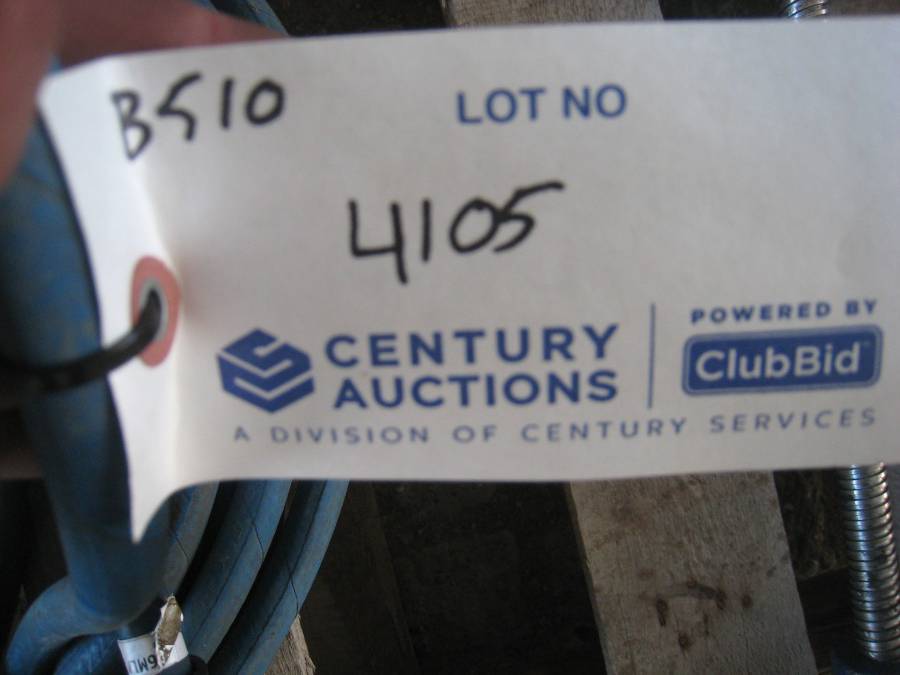 B510
LOT NO
4105
CENTURY
AUCTIONS
POWERED BY
ClubBid
A DIVISION OF CENTURY SERVICES